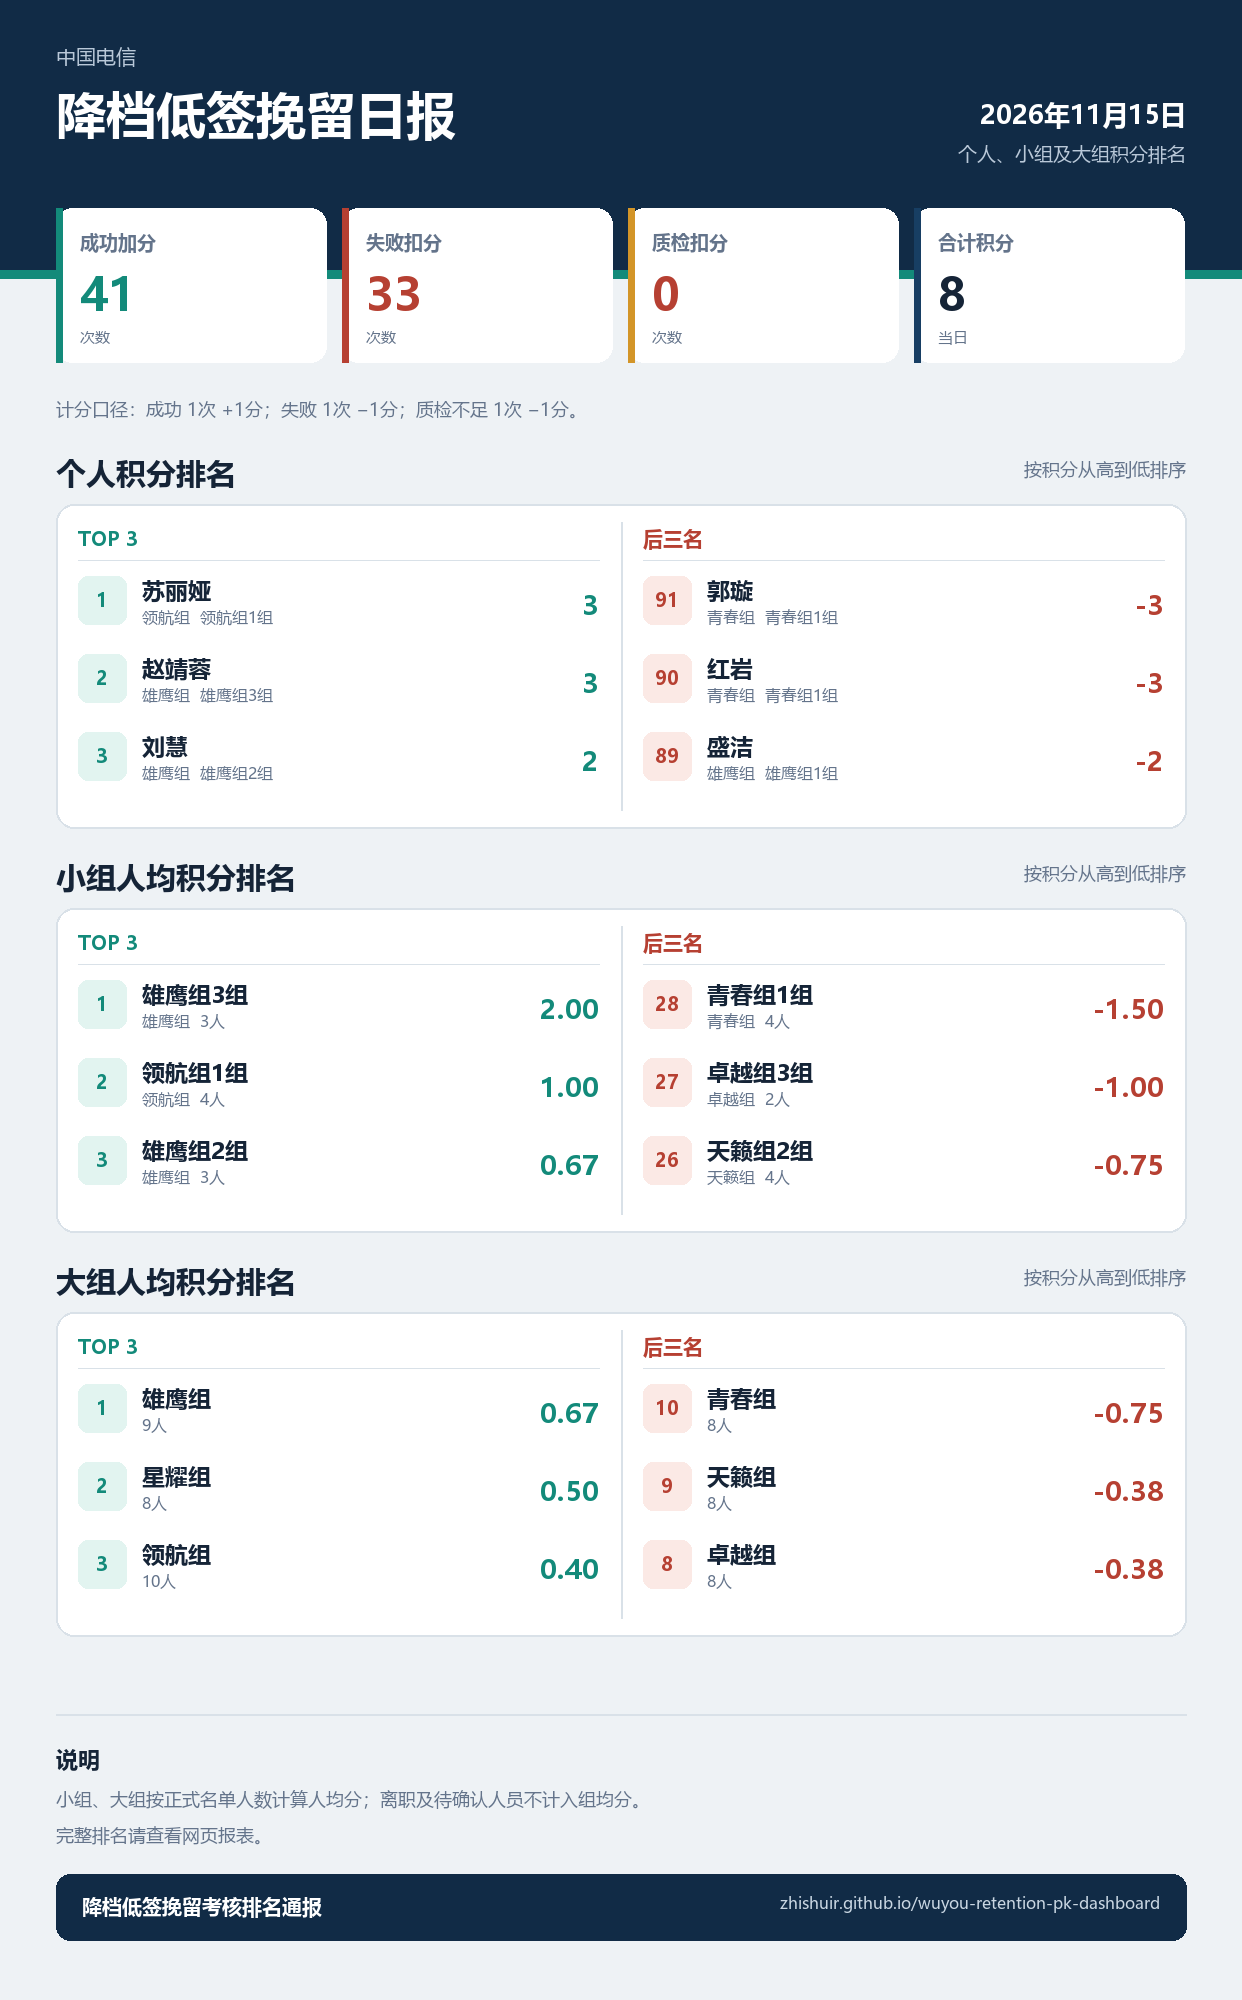 中国电信
降档低签挽留日报
2026年11月15日
个人、小组及大组积分排名
成功加分
41
次数
失败扣分
33
次数
质检扣分
0
次数
合计积分
8
当日
计分口径：成功 1次 +1分；失败 1次 −1分；质检不足 1次 −1分。
个人积分排名
按积分从高到低排序
TOP 3
1
苏丽娅
领航组 领航组1组
3
2
赵靖蓉
雄鹰组 雄鹰组3组
3
3
刘慧
雄鹰组 雄鹰组2组
2
后三名
91
郭璇
青春组 青春组1组
-3
90
红岩
青春组 青春组1组
-3
89
盛洁
雄鹰组 雄鹰组1组
-2
小组人均积分排名
按积分从高到低排序
TOP 3
1
雄鹰组3组
雄鹰组 3人
2.00
2
领航组1组
领航组 4人
1.00
3
雄鹰组2组
雄鹰组 3人
0.67
后三名
28
青春组1组
青春组 4人
-1.50
27
卓越组3组
卓越组 2人
-1.00
26
天籁组2组
天籁组 4人
-0.75
大组人均积分排名
按积分从高到低排序
TOP 3
1
雄鹰组
9人
0.67
2
星耀组
8人
0.50
3
领航组
10人
0.40
后三名
10
青春组
8人
-0.75
9
天籁组
8人
-0.38
8
卓越组
8人
-0.38
说明
小组、大组按正式名单人数计算人均分；离职及待确认人员不计入组均分。
完整排名请查看网页报表。
降档低签挽留考核排名通报
zhishuir.github.io/wuyou-retention-pk-dashboard